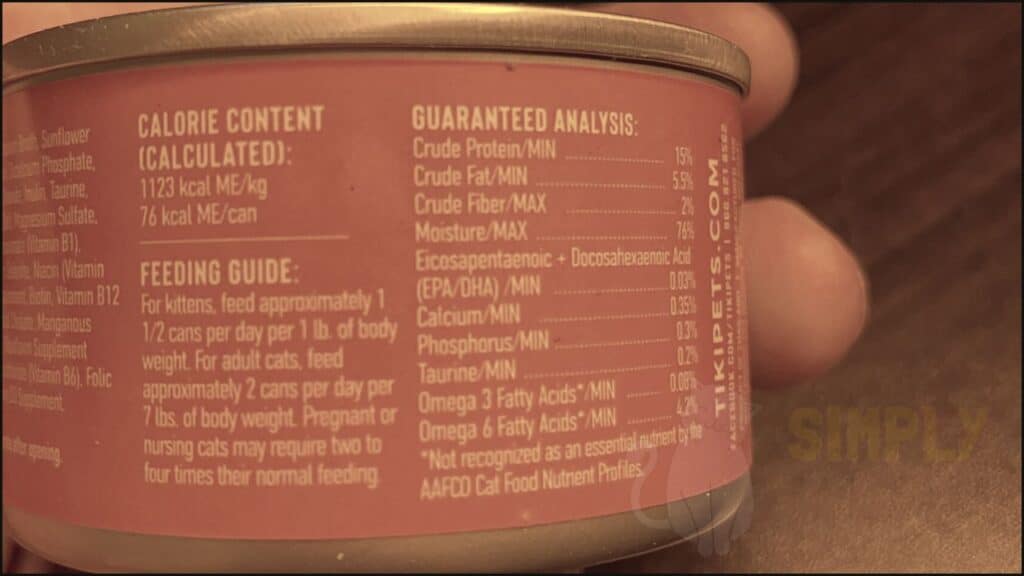 Broth, Sunflower
Calcium Phosphate,
Inulin, Taurine,
Magnesium Sulfate,
(Vitamin B1),
Niacin (Vitamin
Biotin, Vitamin B12
Manganous
Supplement
(Vitamin B6), Folic
Supplement.
after opening.
CALORIE CONTENT
(CALCULATED):
1123 kcal ME/kg
76 kcal ME/can
FEEDING GUIDE:
For kittens, feed approximately 1
1/2 cans per day per 1 lb. of body
weight. For adult cats, feed
approximately 2 cans per day per
7 lbs. of body weight. Pregnant or
nursing cats may require two to
four times their normal feeding.
GUARANTEED ANALYSIS:
Crude Protein/MIN 15%
Crude Fat/MIN 5.5%
Crude Fiber/MAX 2%
Moisture/MAX 76%
Eicosapentaenoic + Docosahexaenoic Acid
(EPA/DHA) /MIN 0.03%
Calcium/MIN 0.35%
Phosphorus/MIN 0.3%
Taurine/MIN 0.2%
Omega 3 Fatty Acids*/MIN 0.08%
Omega 6 Fatty Acids*/MIN 4.2%
*Not recognized as an essential nutrient by the
AAFCO Cat Food Nutrient Profiles.
TIKIPETS.COM
FACEBOOK.COM/TIKIPETS
SIMPLY